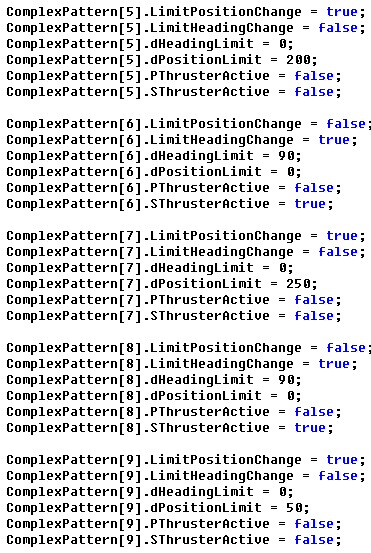 ComplexPattern[5].LimitPositionChange = true;
ComplexPattern[5].LimitHeadingChange = false;
ComplexPattern[5].dHeadingLimit = 0;
ComplexPattern[5].dPositionLimit = 200;
ComplexPattern[5].PThrusterActive = false;
ComplexPattern[5].SThrusterActive = false;

ComplexPattern[6].LimitPositionChange = false;
ComplexPattern[6].LimitHeadingChange = true;
ComplexPattern[6].dHeadingLimit = 90;
ComplexPattern[6].dPositionLimit = 0;
ComplexPattern[6].PThrusterActive = false;
ComplexPattern[6].SThrusterActive = true;

ComplexPattern[7].LimitPositionChange = true;
ComplexPattern[7].LimitHeadingChange = false;
ComplexPattern[7].dHeadingLimit = 0;
ComplexPattern[7].dPositionLimit = 250;
ComplexPattern[7].PThrusterActive = false;
ComplexPattern[7].SThrusterActive = false;

ComplexPattern[8].LimitPositionChange = false;
ComplexPattern[8].LimitHeadingChange = true;
ComplexPattern[8].dHeadingLimit = 90;
ComplexPattern[8].dPositionLimit = 0;
ComplexPattern[8].PThrusterActive = false;
ComplexPattern[8].SThrusterActive = true;

ComplexPattern[9].LimitPositionChange = true;
ComplexPattern[9].LimitHeadingChange = false;
ComplexPattern[9].dHeadingLimit = 0;
ComplexPattern[9].dPositionLimit = 50;
ComplexPattern[9].PThrusterActive = false;
ComplexPattern[9].SThrusterActive = false;